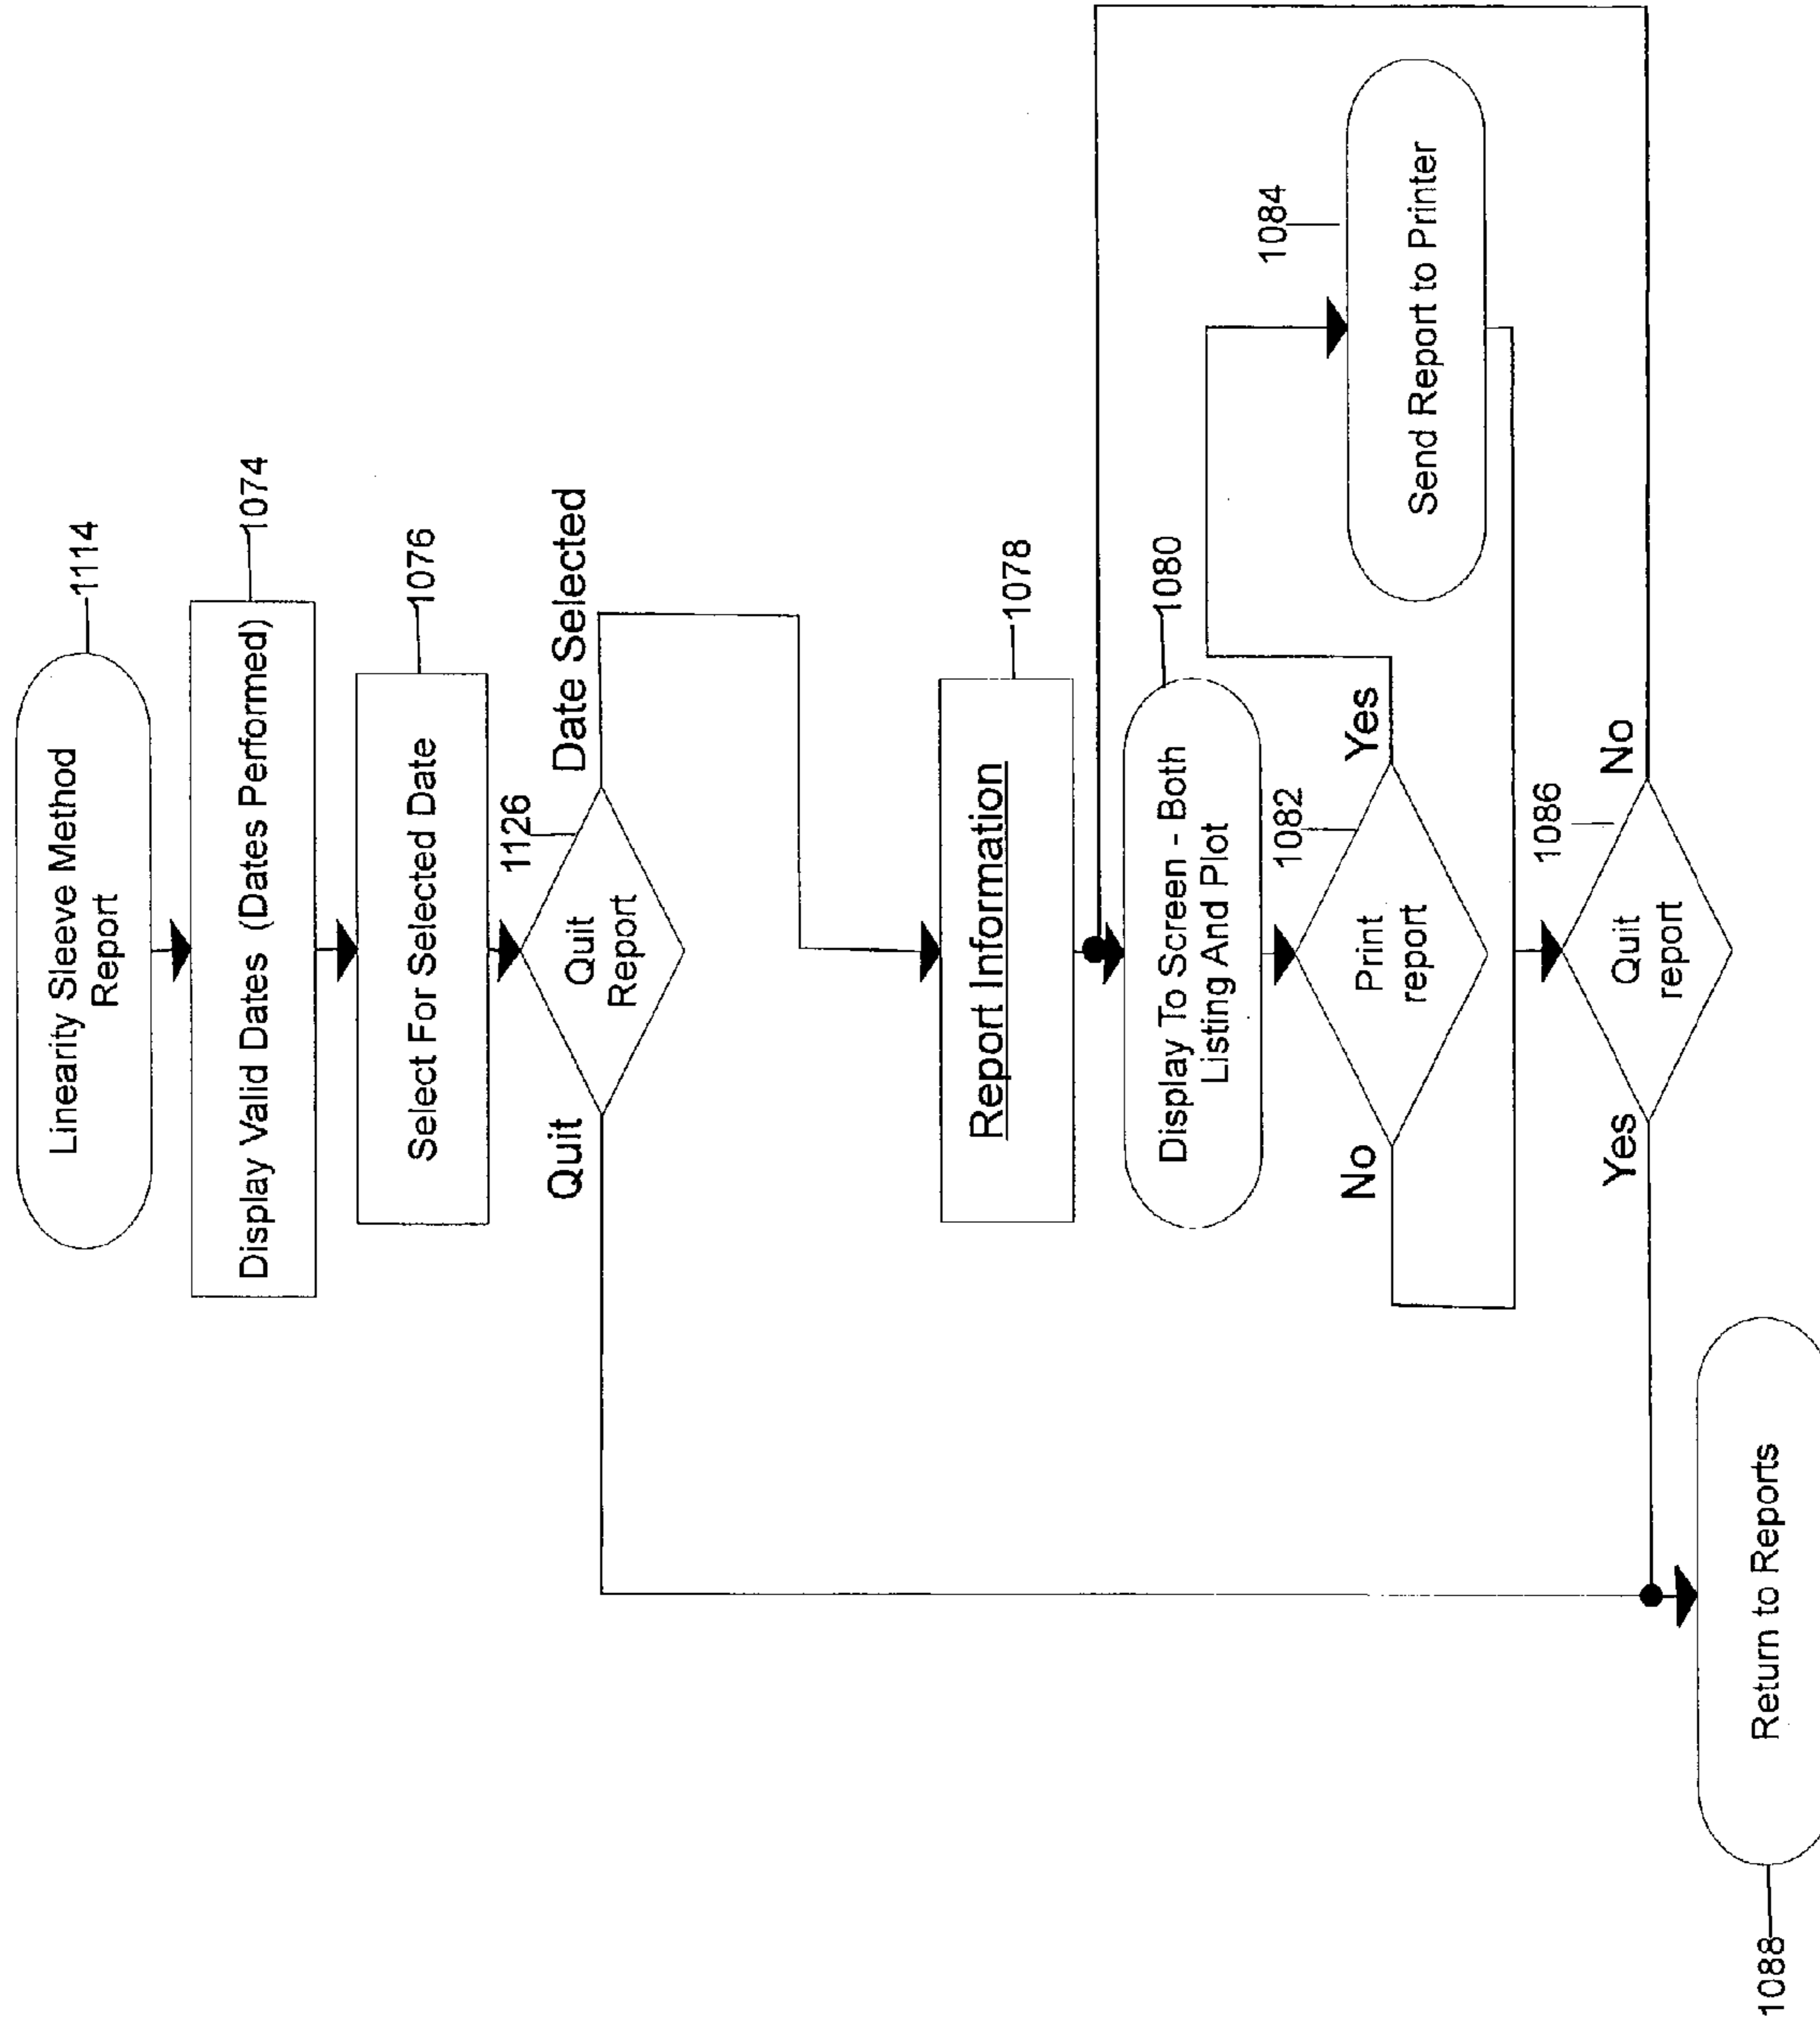 Linearity Sleeve Method
Report
1114
Display Valid Dates (Dates Performed)
1074
Select For Selected Date
1076
1126
Quit
Report
Quit
Date Selected
Report Information
1078
Display To Screen - Both
Listing And Plot
1080
1082
Print
report
No
Yes
1084
Send Report to Printer
1086
Quit
report
Yes
No
Return to Reports
1088